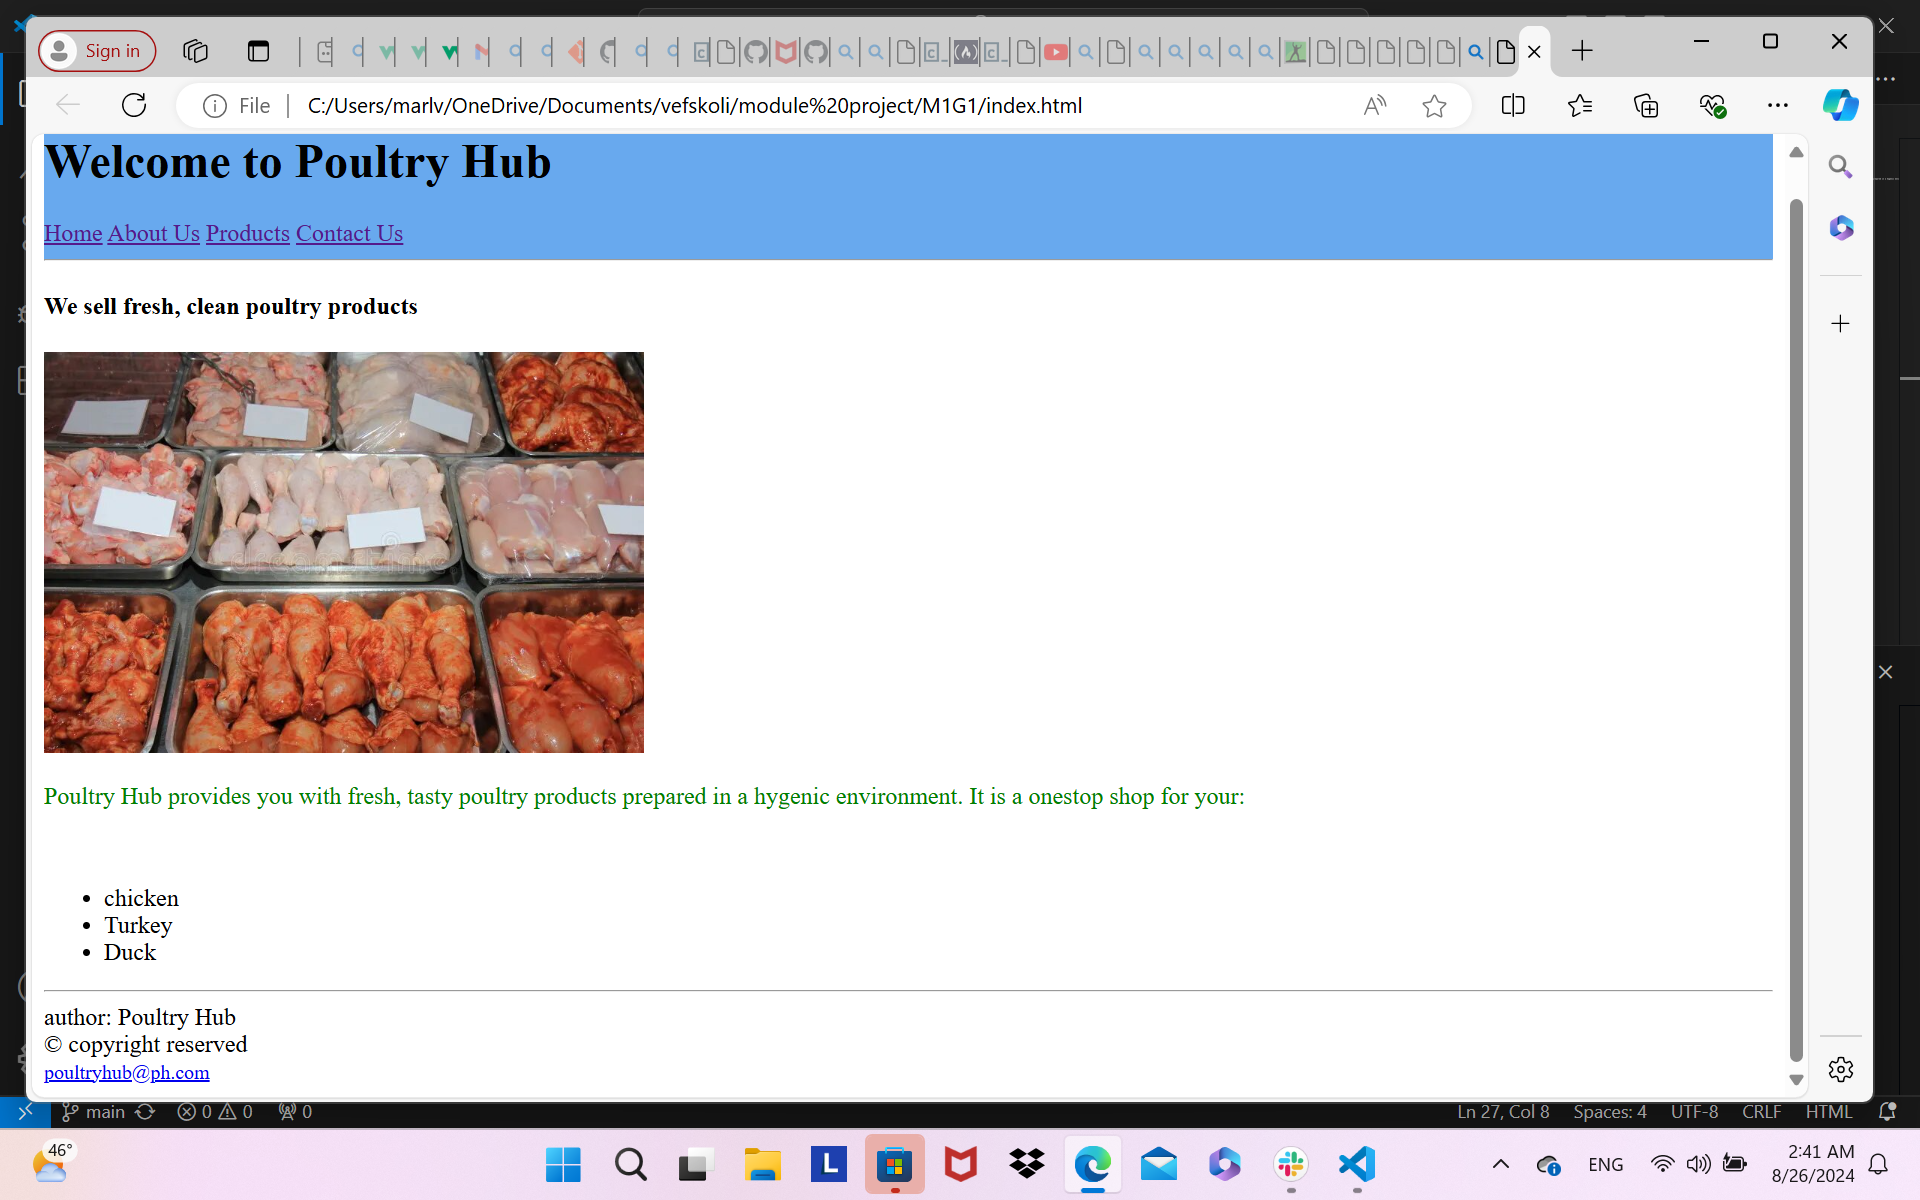 Sign in
File C:/Users/marlv/OneDrive/Documents/vefskoli/module%20project/M1G1/index.html
Welcome to Poultry Hub
Home About Us Products Contact Us
We sell fresh, clean poultry products
Poultry Hub provides you with fresh, tasty poultry products prepared in a hygenic environment. It is a onestop shop for your:
chicken
Turkey
Duck
author: Poultry Hub
© copyright reserved
poultryhub@ph.com
main 0 0 0 Ln 27, Col 8 Spaces: 4 UTF-8 CRLF HTML
46°
ENG
2:41 AM
8/26/2024